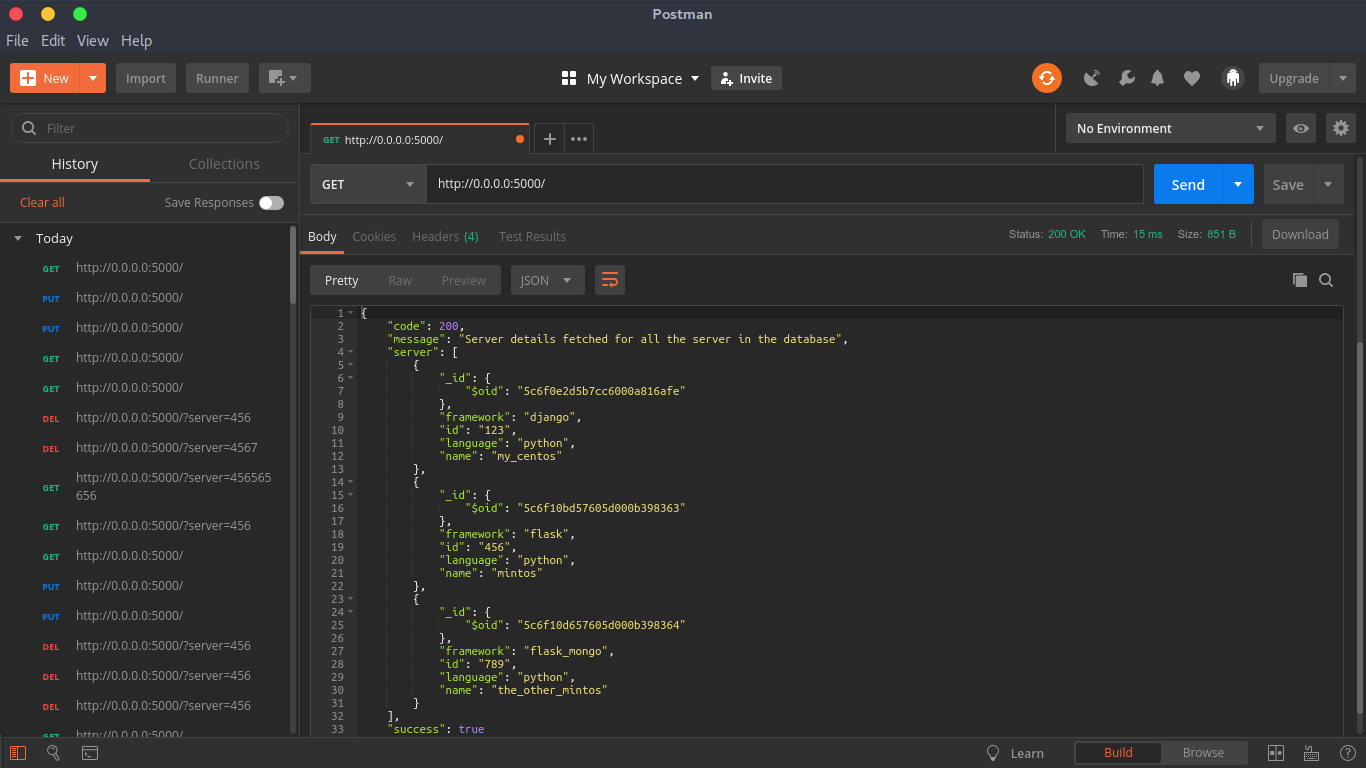 Postman
File Edit View Help
New Import Runner My Workspace Invite Upgrade
Filter
History Collections
Clear all Save Responses
Today
GET http://0.0.0.0:5000/
PUT http://0.0.0.0:5000/
PUT http://0.0.0.0:5000/
GET http://0.0.0.0:5000/
GET http://0.0.0.0:5000/
DEL http://0.0.0.0:5000/?server=456
DEL http://0.0.0.0:5000/?server=4567
GET http://0.0.0.0:5000/?server=456565
656
GET http://0.0.0.0:5000/?server=456
GET http://0.0.0.0:5000/
PUT http://0.0.0.0:5000/
PUT http://0.0.0.0:5000/
DEL http://0.0.0.0:5000/?server=456
DEL http://0.0.0.0:5000/?server=456
DEL http://0.0.0.0:5000/?server=456
GET http://0.0.0.0:5000/
GET http://0.0.0.0:5000/
No Environment
GET http://0.0.0.0:5000/ Send Save
Body Cookies Headers (4) Test Results Status: 200 OK Time: 15 ms Size: 851 B Download
Pretty Raw Preview JSON
1 {
2 "code": 200,
3 "message": "Server details fetched for all the server in the database",
4 "server": [
5 {
6 "_id": {
7 "$oid": "5c6f0e2d5b7cc6000a816afe"
8 },
9 "framework": "django",
10 "id": "123",
11 "language": "python",
12 "name": "my_centos"
13 },
14 {
15 "_id": {
16 "$oid": "5c6f10bd57605d000b398363"
17 },
18 "framework": "flask",
19 "id": "456",
20 "language": "python",
21 "name": "mintos"
22 },
23 {
24 "_id": {
25 "$oid": "5c6f10d657605d000b398364"
26 },
27 "framework": "flask_mongo",
28 "id": "789",
29 "language": "python",
30 "name": "the_other_mintos"
31 }
32 ],
33 "success": true
Learn Build Browse